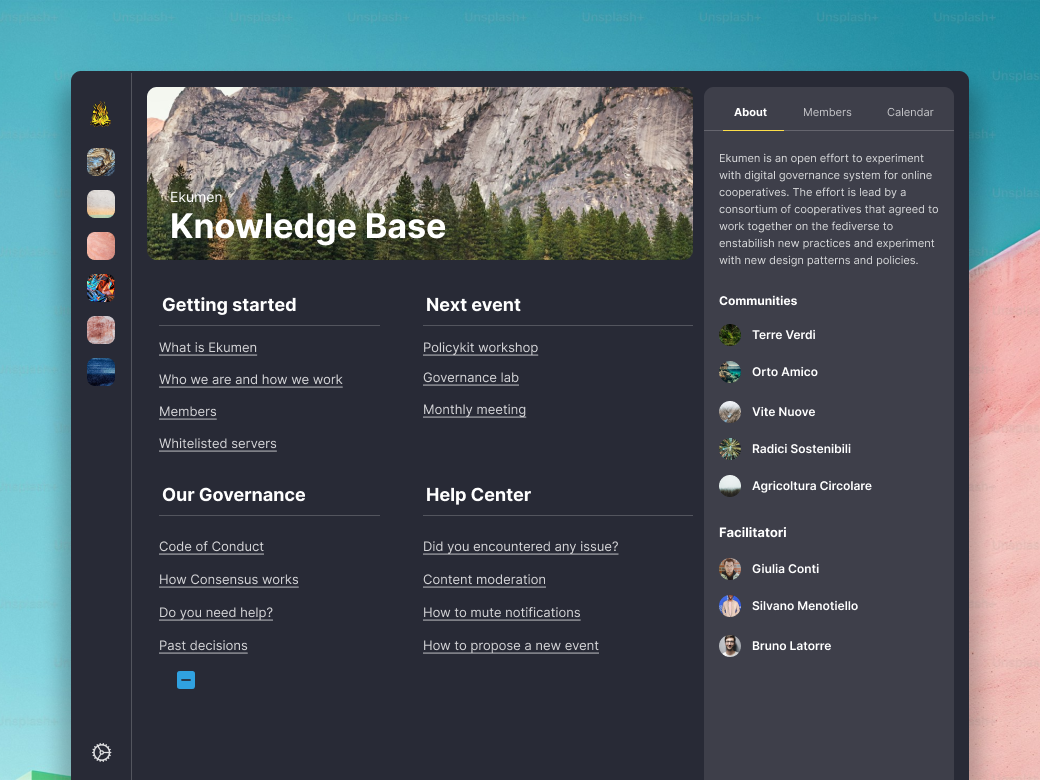 Unsplash+ Unsplash+ Unsplash+ Unsplash+ Unsplash+ Unsplash+ Unsplash+ Unsplash+
Ekumen
Knowledge Base
Getting started
What is Ekumen
Who we are and how we work
Members
Whitelisted servers
Next event
Policykit workshop
Governance lab
Monthly meeting
Our Governance
Code of Conduct
How Consensus works
Do you need help?
Past decisions
Help Center
Did you encountered any issue?
Content moderation
How to mute notifications
How to propose a new event
About Members Calendar
Ekumen is an open effort to experiment
with digital governance system for online
cooperatives. The effort is lead by a
consortium of cooperatives that agreed to
work together on the fediverse to
enstabilish new practices and experiment
with new design patterns and policies.
Communities
Terre Verdi
Orto Amico
Vite Nuove
Radici Sostenibili
Agricoltura Circolare
Facilitatori
Giulia Conti
Silvano Menotiello
Bruno Latorre